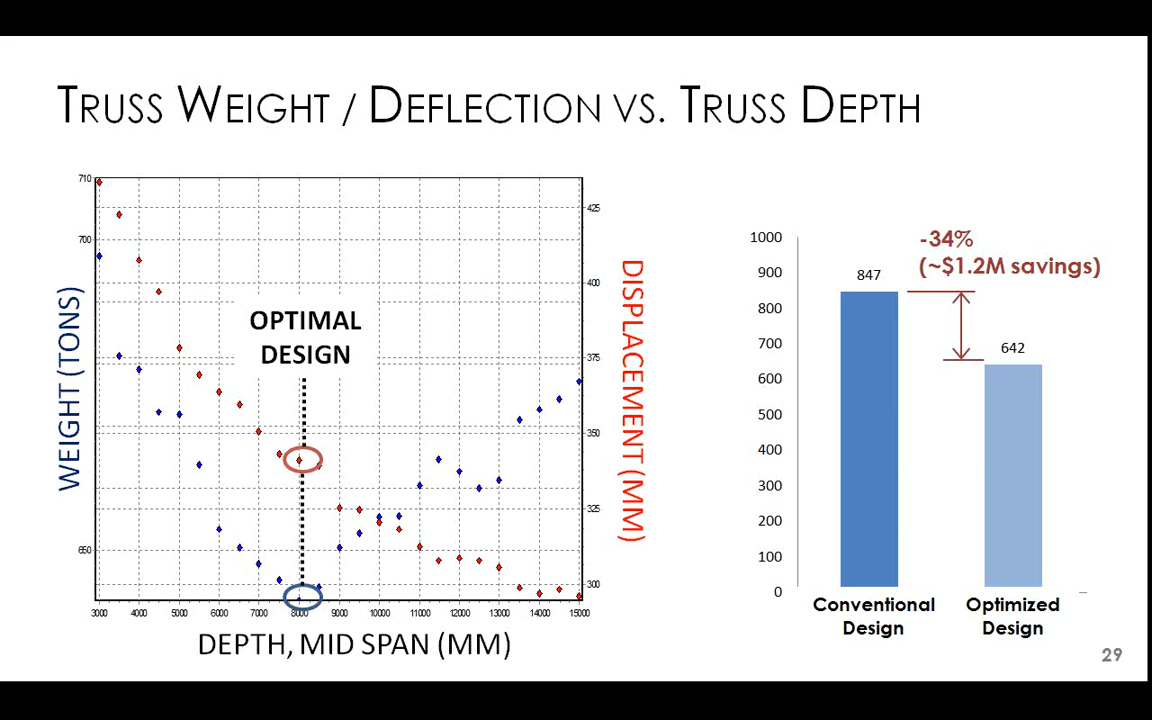 TRUSS WEIGHT / DEFLECTION VS. TRUSS DEPTH
710
700
650
WEIGHT (TONS)
OPTIMAL
DESIGN
425
400
375
350
325
300
DISPLACEMENT (MM)
3000 4000 5000 6000 7000 8000 9000 10000 11000 12000 13000 14000 15000
DEPTH, MID SPAN (MM)
1000
900
800
700
600
500
400
300
200
100
0
-34%
(~$1.2M savings)
847
642
Conventional
Design
Optimized
Design
29